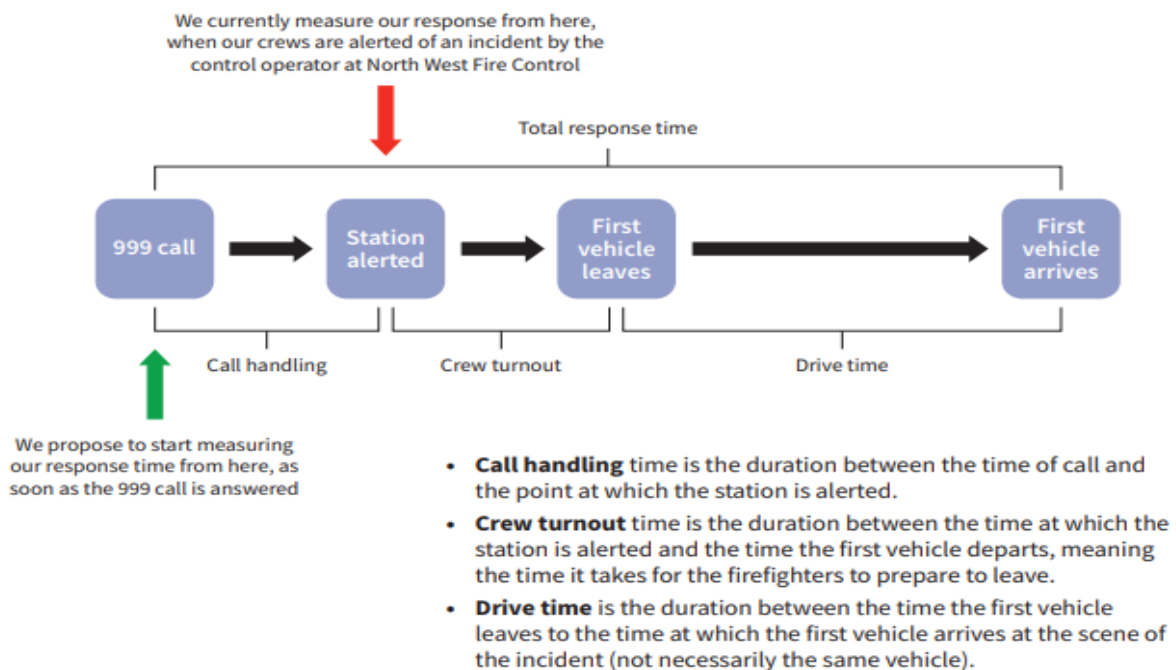 We currently measure our response from here,
when our crews are alerted of an incident by the
control operator at North West Fire Control
Total response time
999 call
Station
alerted
First
vehicle
leaves
First
vehicle
arrives
Call handling
Crew turnout
Drive time
We propose to start measuring
our response time from here, as
soon as the 999 call is answered
• Call handling time is the duration between the time of call and
the point at which the station is alerted.
• Crew turnout time is the duration between the time at which the
station is alerted and the time the first vehicle departs, meaning
the time it takes for the firefighters to prepare to leave.
• Drive time is the duration between the time the first vehicle
leaves to the time at which the first vehicle arrives at the scene of
the incident (not necessarily the same vehicle).